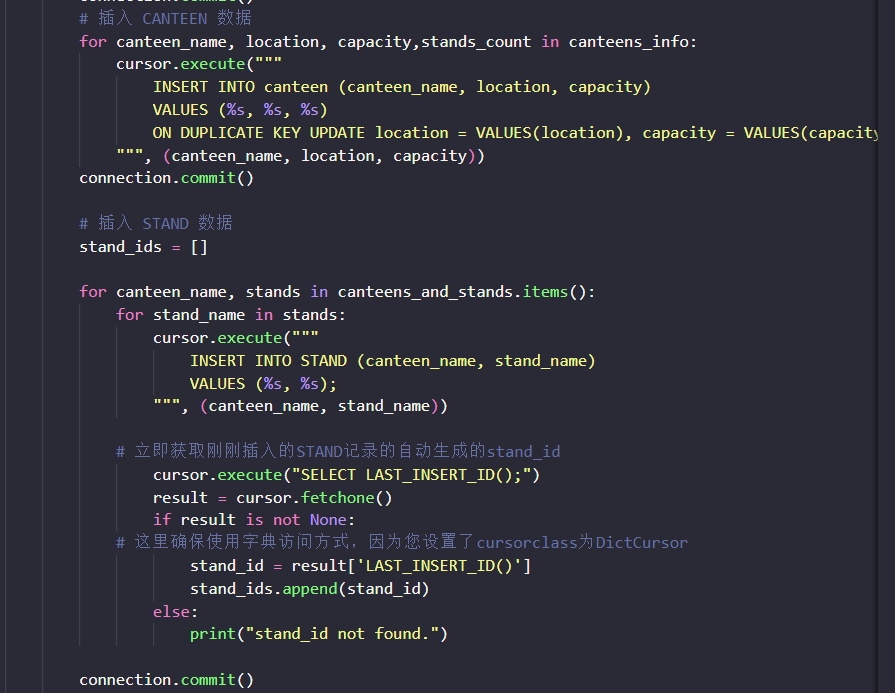 connection.commit()
# 插入 CANTEEN 数据
for canteen_name, location, capacity,stands_count in canteens_info:
cursor.execute("""
INSERT INTO canteen (canteen_name, location, capacity)
VALUES (%s, %s, %s)
ON DUPLICATE KEY UPDATE location = VALUES(location), capacity = VALUES(capacity
""", (canteen_name, location, capacity))
connection.commit()
# 插入 STAND 数据
stand_ids = []
for canteen_name, stands in canteens_and_stands.items():
for stand_name in stands:
cursor.execute("""
INSERT INTO STAND (canteen_name, stand_name)
VALUES (%s, %s);
""", (canteen_name, stand_name))
# 立即获取刚刚插入的STAND记录的自动生成的stand_id
cursor.execute("SELECT LAST_INSERT_ID();")
result = cursor.fetchone()
if result is not None:
# 这里确保使用字典访问方式，因为您设置了cursorclass为DictCursor
stand_id = result['LAST_INSERT_ID()']
stand_ids.append(stand_id)
else:
print("stand_id not found.")
connection.commit()